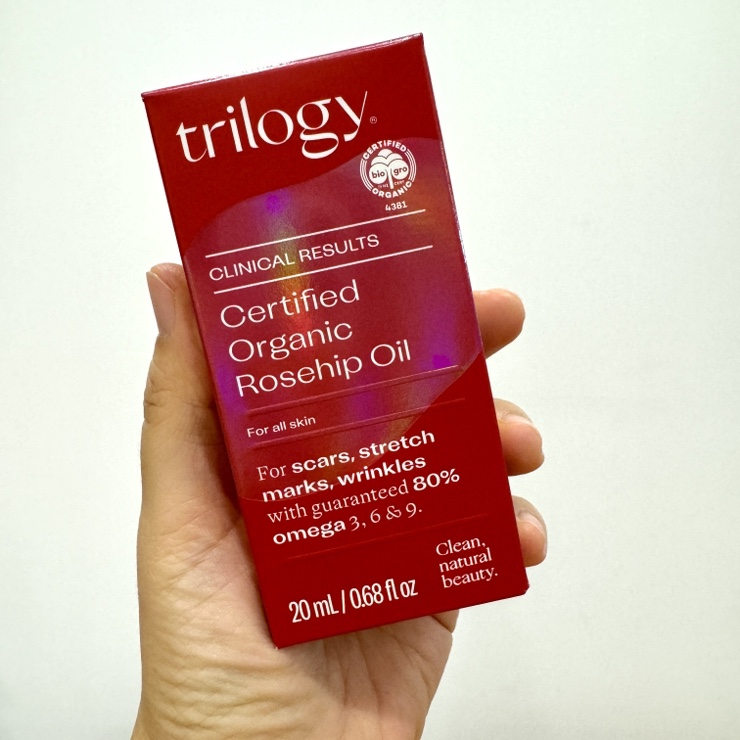 trilogy®
CERTIFIED
bio gro
ORGANIC
4381
CLINICAL RESULTS
Certified
Organic
Rosehip Oil
For all skin
For scars, stretch
marks, wrinkles
with guaranteed 80%
omega 3, 6 & 9.
Clean,
natural
beauty.
20 mL / 0.68 fl oz